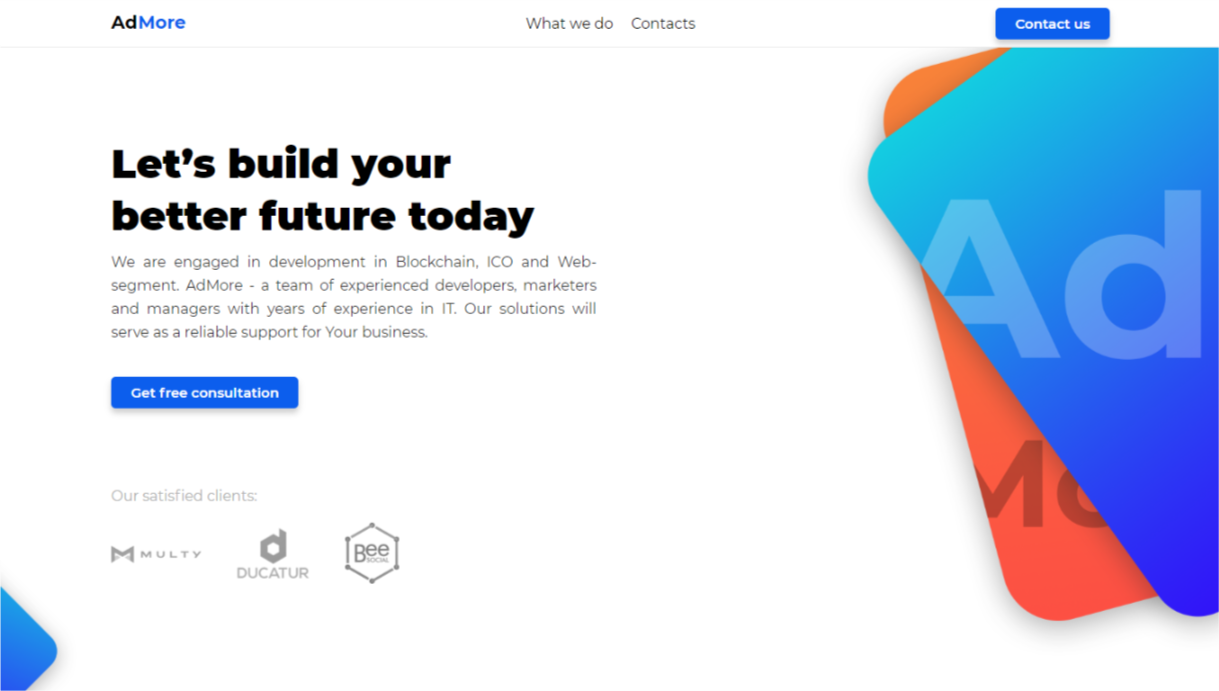 AdMore
What we do
Contacts
Contact us
Let's build your
better future today
We are engaged in development in Blockchain, ICO and Web-
segment. AdMore - a team of experienced developers, marketers
and managers with years of experience in IT. Our solutions will
serve as a reliable support for Your business.
Get free consultation
Our satisfied clients:
MULTY
DUCATUR
Bee
SOCIAL
Ad
Mo